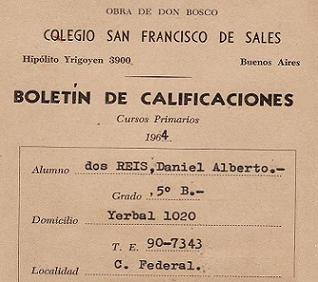 OBRA DE DON BOSCO
COLEGIO SAN FRANCISCO DE SALES
Hipólito Yrigoyen 3900 Buenos Aires
BOLETÍN DE CALIFICACIONES
Cursos Primarios
1964.
Alumno dos REIS,Daniel Alberto.-
Grado ,5º B.-
Domicilio Yerbal 1020
T. E. 90-7343
Localidad C. Federal.